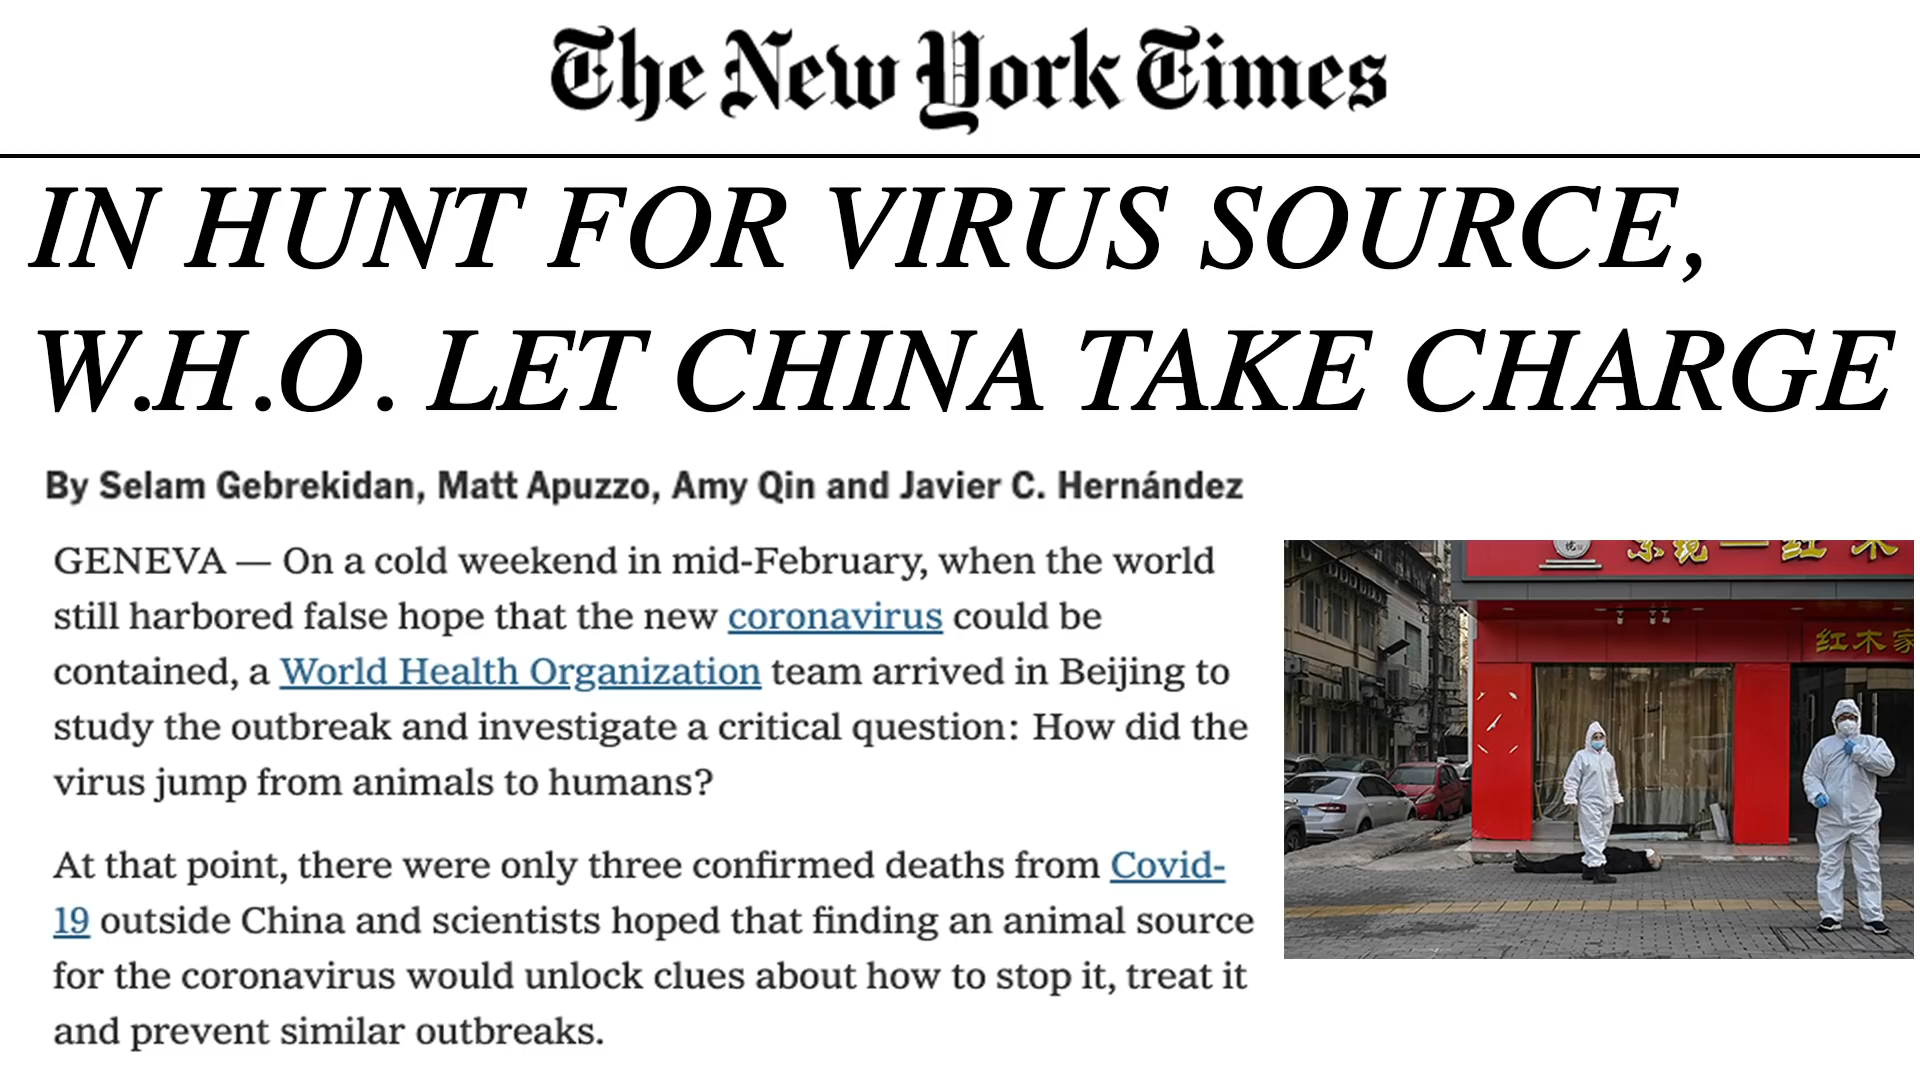 The New York Times
IN HUNT FOR VIRUS SOURCE,
W.H.O. LET CHINA TAKE CHARGE
By Selam Gebrekidan, Matt Apuzzo, Amy Qin and Javier C. Hernández
GENEVA — On a cold weekend in mid-February, when the world
still harbored false hope that the new coronavirus could be
contained, a World Health Organization team arrived in Beijing to
study the outbreak and investigate a critical question: How did the
virus jump from animals to humans?
At that point, there were only three confirmed deaths from Covid-
19 outside China and scientists hoped that finding an animal source
for the coronavirus would unlock clues about how to stop it, treat it
and prevent similar outbreaks.
一红木
红木家